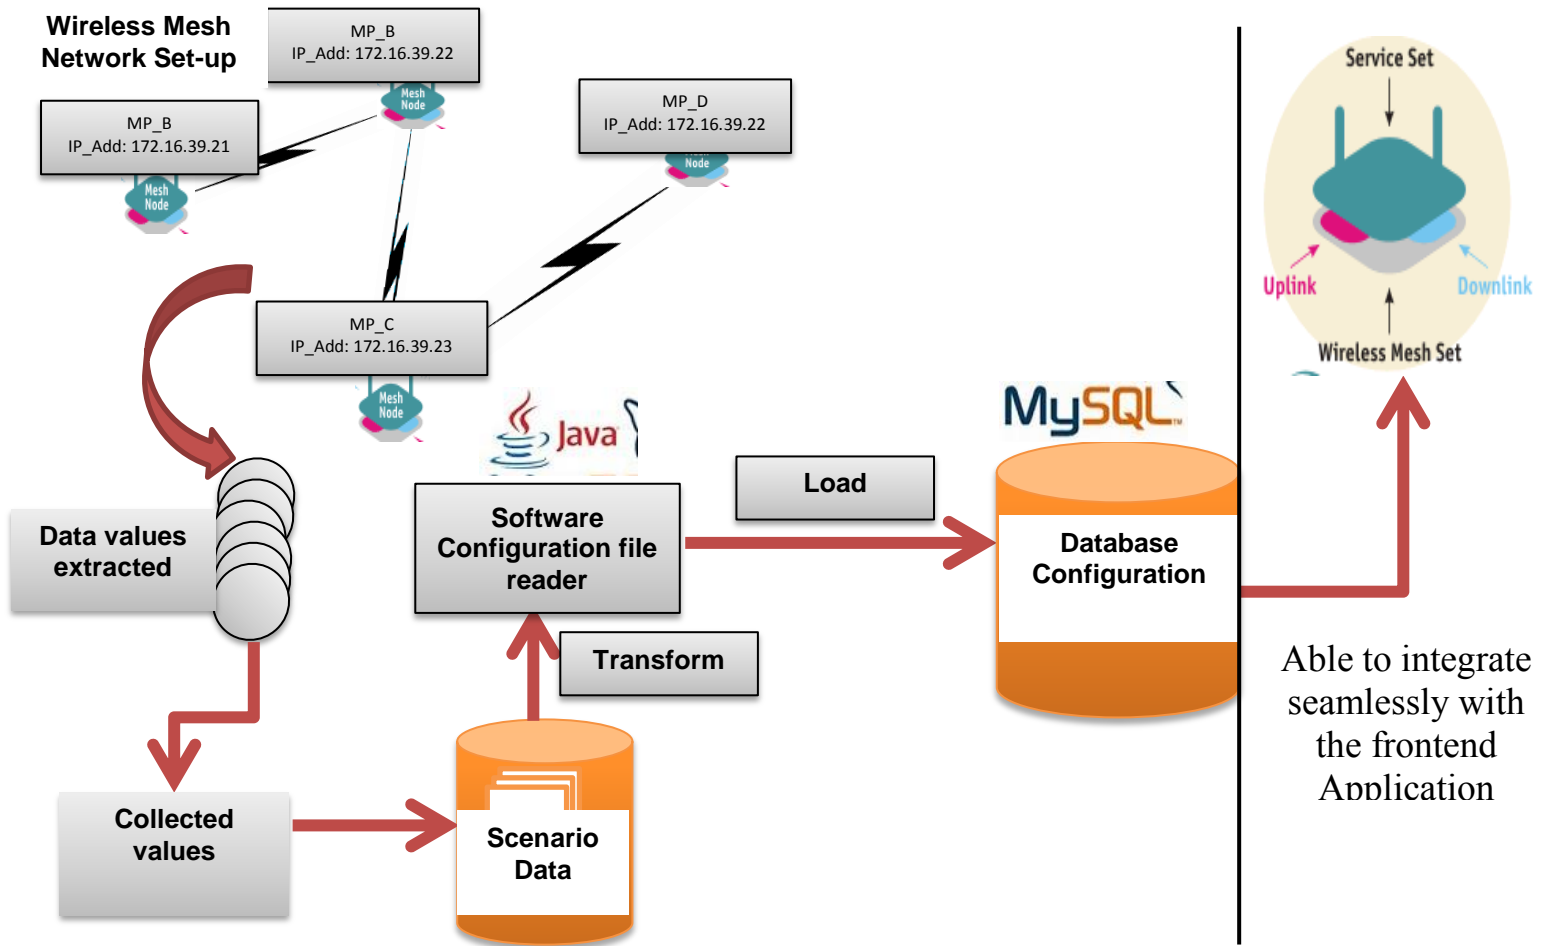 Wireless Mesh
Network Set-up
MP_B
IP_Add: 172.16.39.22
Mesh
Node
MP_B
IP_Add: 172.16.39.21
Mesh
Node
MP_D
IP_Add: 172.16.39.22
Node
MP_C
IP_Add: 172.16.39.23
Mesh
Node
Service Set
Uplink
Downlink
Wireless Mesh Set
Java
MySQL
TM
Data values
extracted
Software
Configuration file
reader
Load
Database
Configuration
Transform
Able to integrate
seamlessly with
the frontend
Application
Collected
values
Scenario
Data